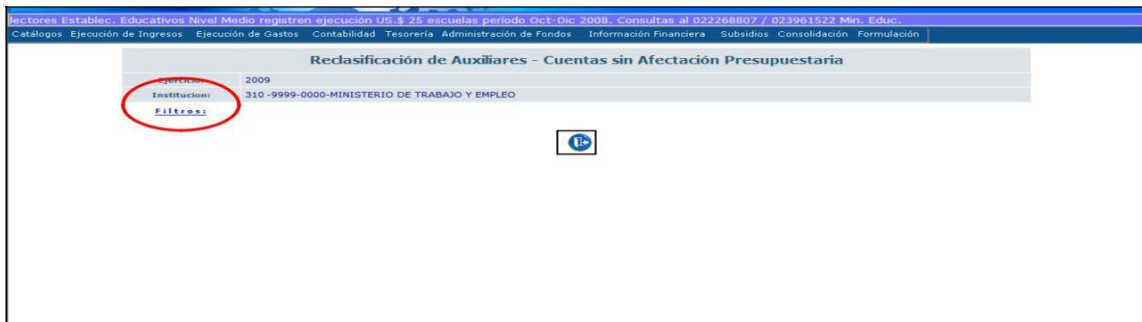 lectores Establec. Educativos Nivel Medio registren ejecución US.$ 25 escuelas período Oct-Dic 2008. Consultas al 022268807 / 023961522 Min. Educ.
Catálogos Ejecución de Ingresos Ejecución de Gastos Contabilidad Tesorería Administración de Fondos Información Financiera Subsidios Consolidación Formulación
Reclasificación de Auxiliares - Cuentas sin Afectación Presupuestaria
Ejercicio: 2009
Institucion: 310 -9999-0000-MINISTERIO DE TRABAJO Y EMPLEO
Filtros: